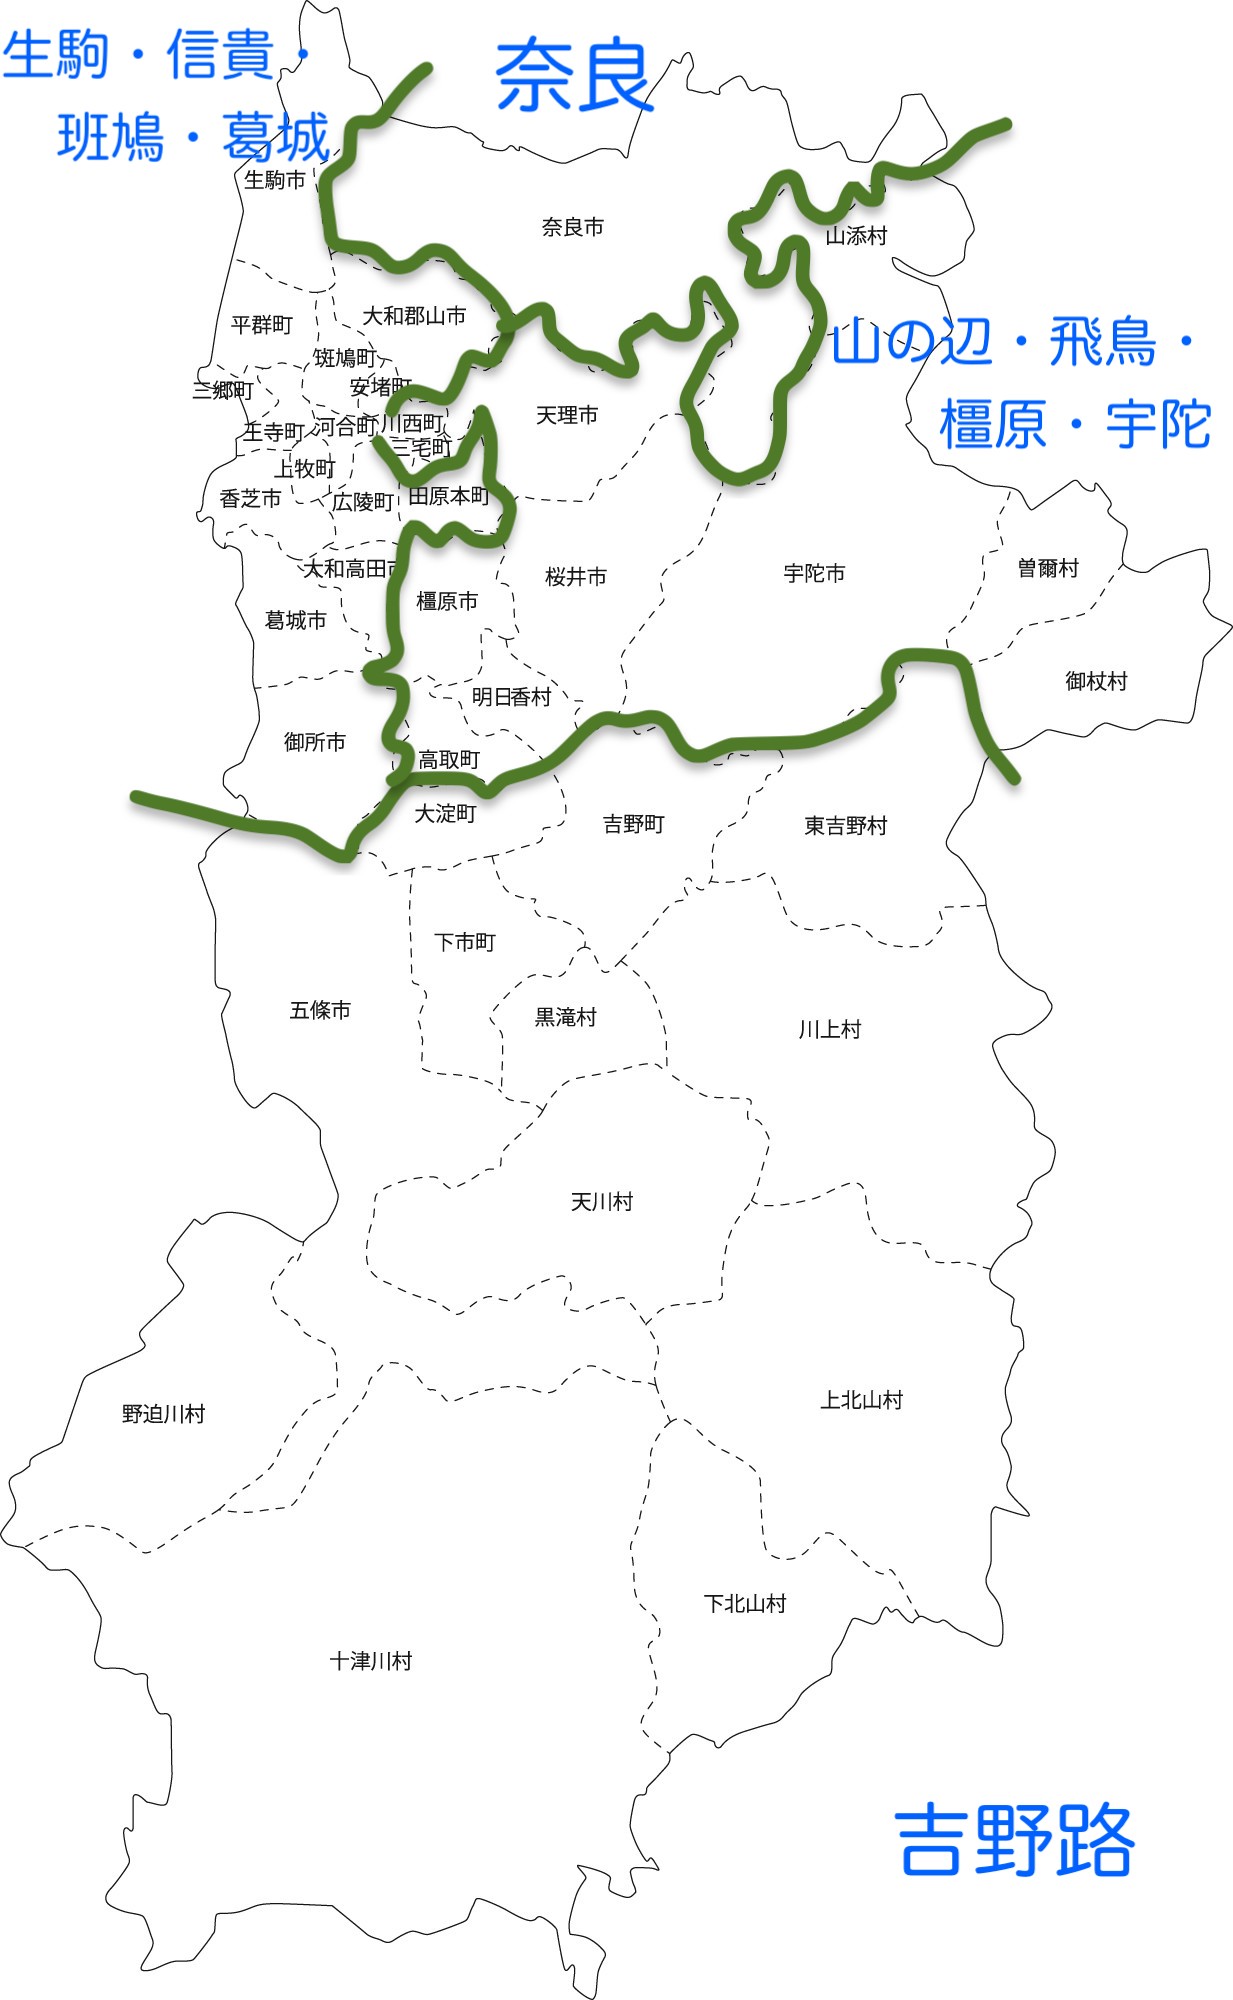 生駒・信貴・
班鳩・葛城
奈良
生駒市
奈良市
山添村
平群町
大和郡山市
斑鳩町
山の辺・飛鳥・
橿原・宇陀
三郷町
安堵町
天理市
王寺町
河合町
川西町
三宅町
上牧町
香芝市
広陵町
田原本町
大和高田市
桜井市
宇陀市
曽爾村
葛城市
橿原市
御杖村
明日香村
御所市
高取町
大淀町
吉野町
東吉野村
下市町
五條市
黒滝村
川上村
天川村
野迫川村
上北山村
下北山村
十津川村
吉野路